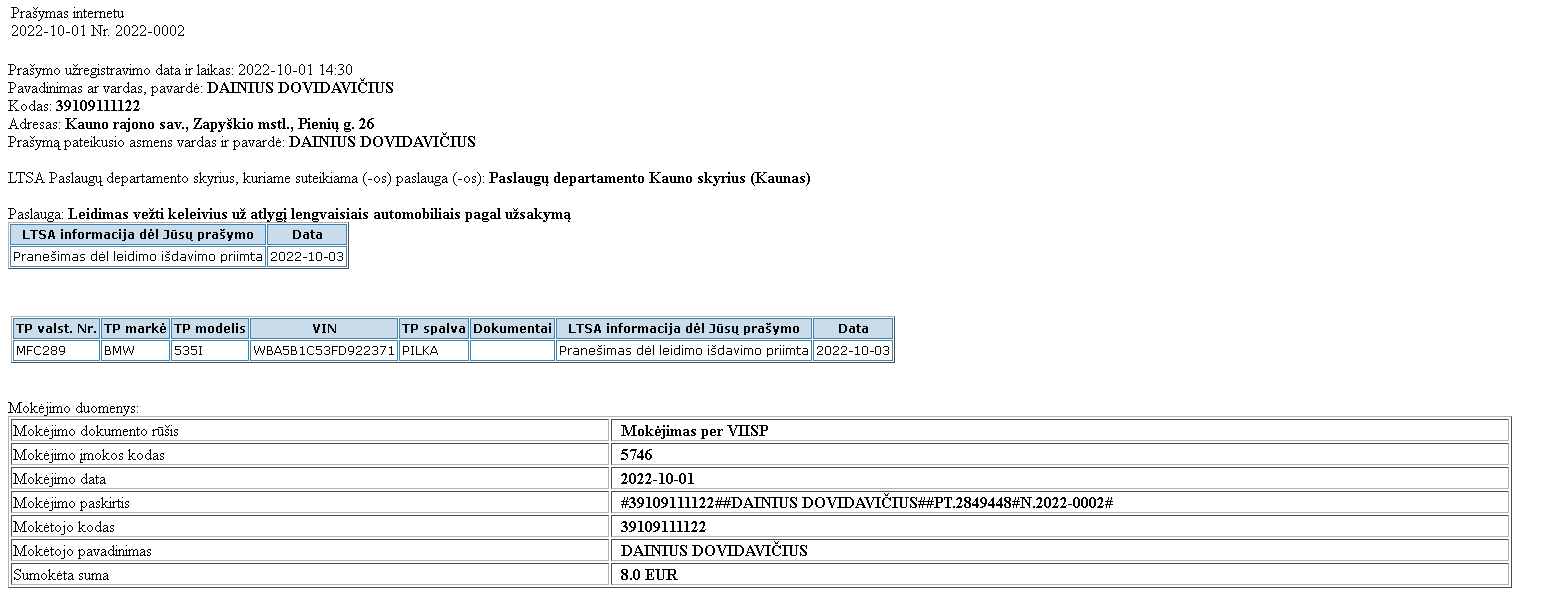 Prašymas internetu
2022-10-01 Nr. 2022-0002
Prašymo užregistravimo data ir laikas: 2022-10-01 14:30
Pavadinimas ar vardas, pavardė: DAINIUS DOVIDAVIČIUS
Kodas: 39109111122
Adresas: Kauno rajono sav., Zapyškio mstl., Pienių g. 26
Prašymą pateikusio asmens vardas ir pavardė: DAINIUS DOVIDAVIČIUS
LTSA Paslaugų departamento skyrius, kuriame suteikiama (-os) paslauga (-os): Paslaugų departamento Kauno skyrius (Kaunas)
Paslauga: Leidimas vežti keleivius už atlygį lengvaisiais automobiliais pagal užsakymą
LTSA informacija dėl Jūsų prašymo Data
Pranešimas dėl leidimo išdavimo priimta 2022-10-03
TP valst. Nr. TP markė TP modelis VIN TP spalva Dokumentai LTSA informacija dėl Jūsų prašymo Data
MFC289 BMW 535I WBA5B1C53FD922371 PILKA Pranešimas dėl leidimo išdavimo priimta 2022-10-03
Mokėjimo duomenys:
Mokėjimo dokumento rūšis Mokėjimas per VIISP
Mokėjimo įmokos kodas 5746
Mokėjimo data 2022-10-01
Mokėjimo paskirtis #39109111122##DAINIUS DOVIDAVIČIUS##PT.2849448#N.2022-0002#
Mokėtojo kodas 39109111122
Mokėtojo pavadinimas DAINIUS DOVIDAVIČIUS
Sumokėta suma 8.0 EUR